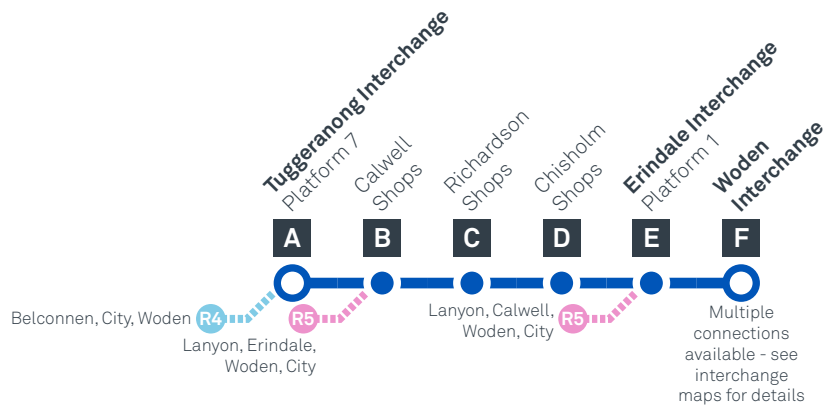 Tuggeranong Interchange
Platform 7
Calwell
Shops
Richardson
Shops
Chisholm
Shops
Erindale Interchange
Platform 1
Woden
Interchange
A
B
C
D
E
F
Belconnen, City, Woden
R4
R5
Lanyon, Erindale,
Woden, City
Lanyon, Calwell,
Woden, City
R5
Multiple
connections
available - see
interchange
maps for details